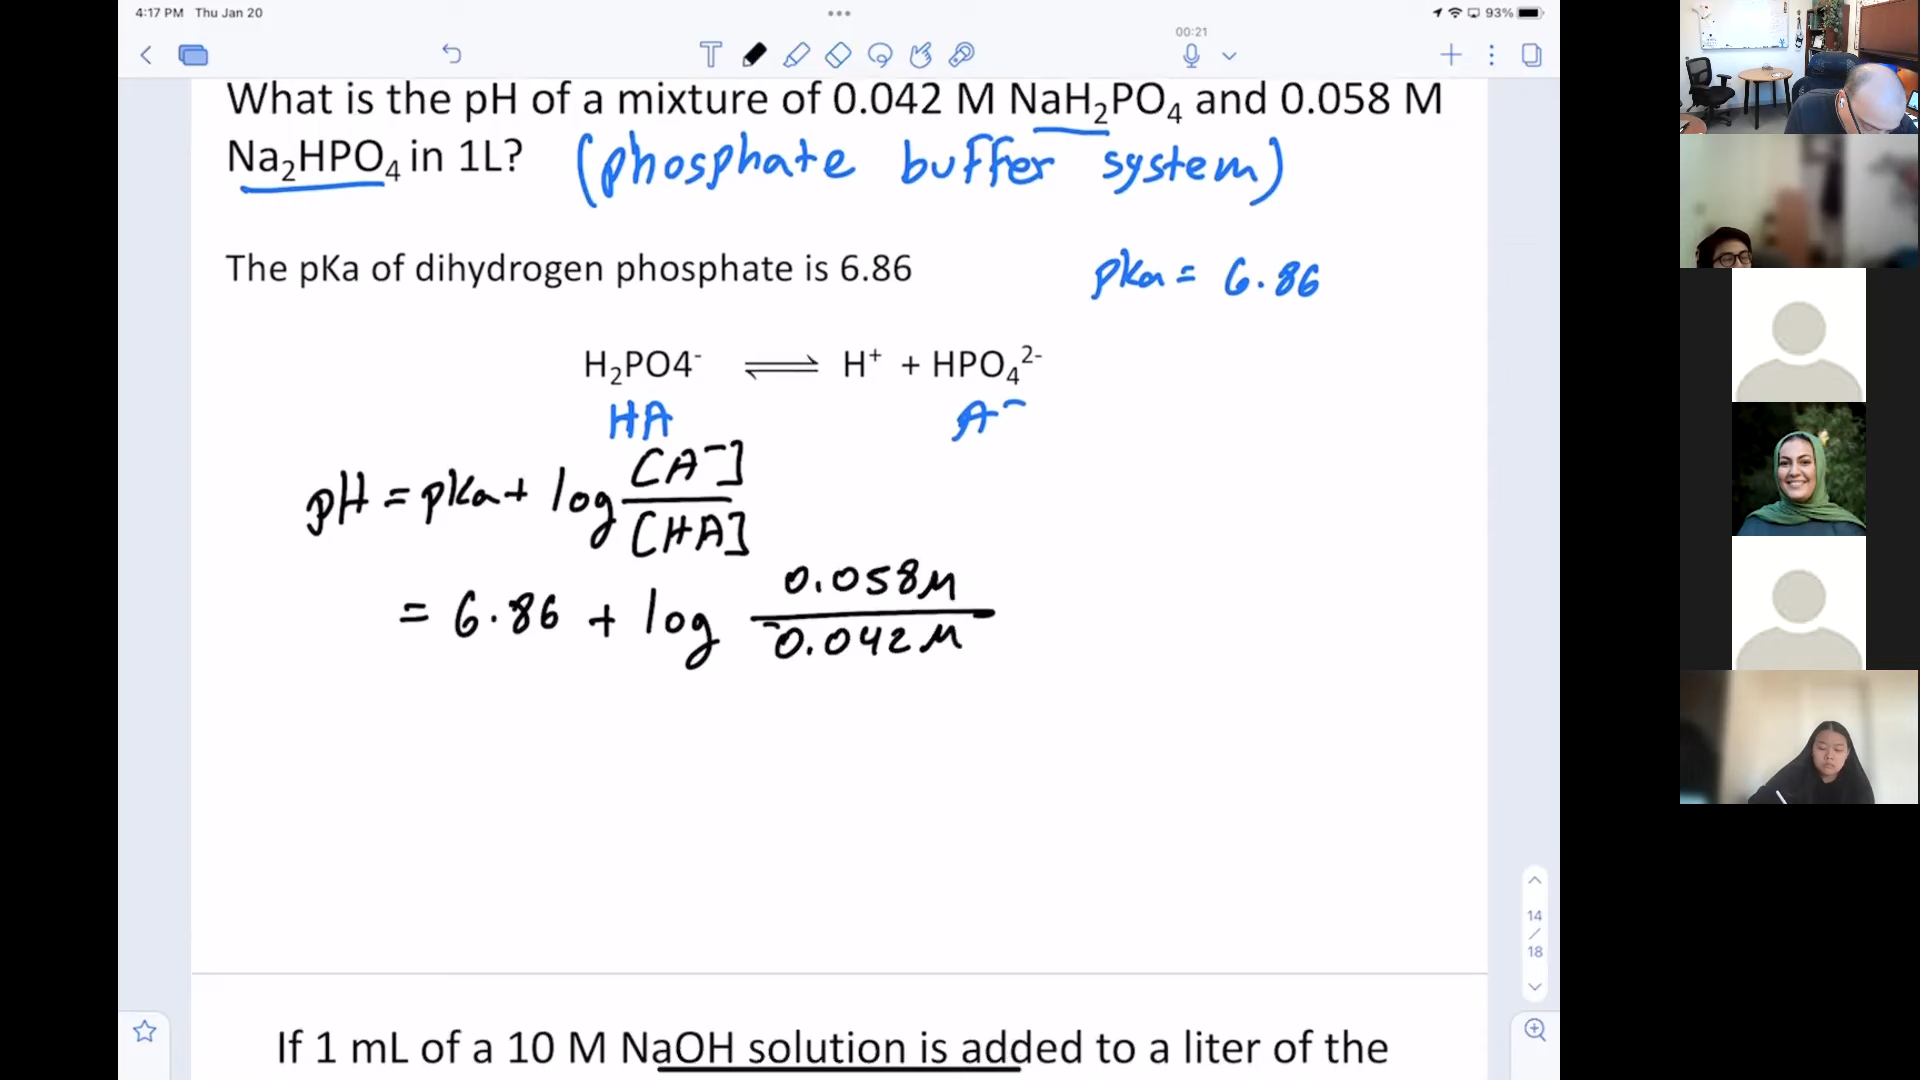 4:17 PM Thu Jan 20
93%
00:21
What is the pH of a mixture of 0.042 M NaH₂PO₄ and 0.058 M
Na₂HPO₄ in 1L? (phosphate buffer system)
The pKa of dihydrogen phosphate is 6.86 pKa = 6.86
H₂PO4⁻ ⇌ H⁺ + HPO₄²⁻
HA A⁻
pH = pKa + log [A⁻]/[HA]
= 6.86 + log 0.058M/0.042M
14
/
18
If 1 mL of a 10 M NaOH solution is added to a liter of the